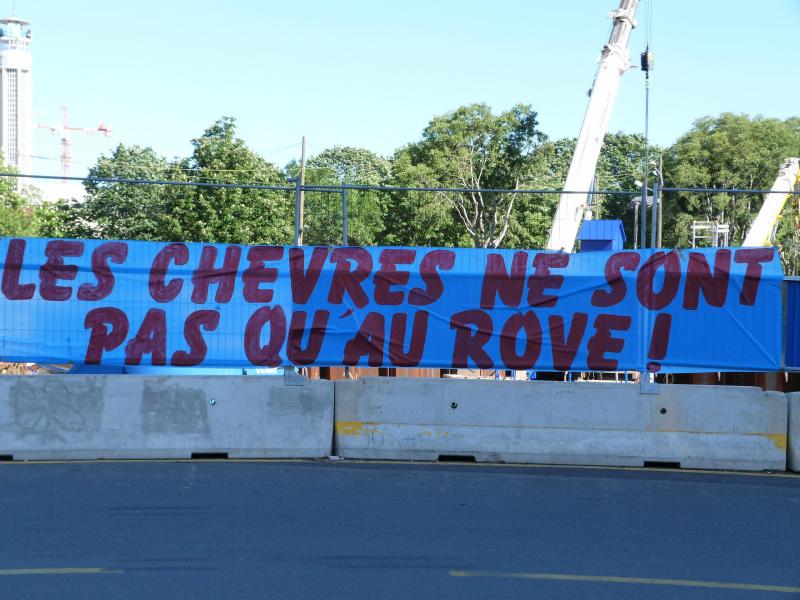 LES CHEVRES NE SONT
PAS QU'AU ROVE !